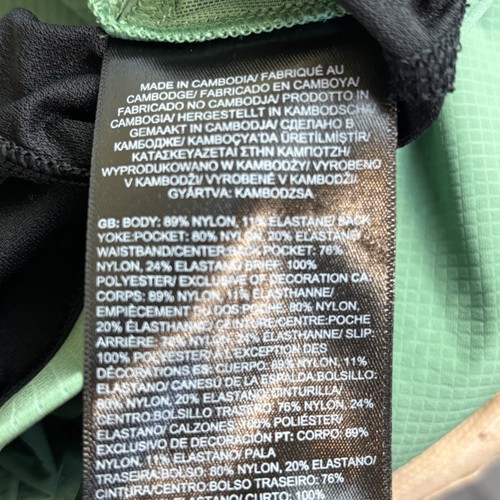 MADE IN CAMBODIA/ FABRIQUÉ AU
CAMBODGE/ FABRICADO EN CAMBOYA/
FABRICADO NO CAMBODJA/ PRODOTTO IN
CAMBOGIA/ HERGESTELLT IN KAMBODSCHA/
GEMAAKT IN CAMBODJA/ СДЕЛАНО В
КАМБОДЖЕ/ KAMBOÇYA'DA ÜRETİLMİŞTİR/
ΚΑΤΑΣΚΕΥΑΖΕΤΑΙ ΣΤΗΝ ΚΑΜΠΟΤΖΗ/
WYPRODUKOWANO W KAMBODŻY/ VYROBENO
V KAMBODŽI/ VYROBENÉ V KAMBODŽI/
GYÁRTVA: KAMBODZSA
GB: BODY: 89% NYLON, 11% ELASTANE/ BACK
YOKE:POCKET: 80% NYLON, 20% ELASTANE/
WAISTBAND/CENTER:BACK POCKET: 76%
NYLON, 24% ELASTANE/ BRIEF: 100%
POLYESTER/ EXCLUSIVE OF DECORATION CA-
CORPS: 89% NYLON, 11% ÉLASTHANNE/
EMPIÈCEMENT DU DOS:POCHE: 80% NYLON,
20% ÉLASTHANNE/ CEINTURE/CENTRE:POCHE
ARRIÈRE: 76% NYLON, 24% ÉLASTHANNE/ SLIP:
100% POLYESTER/ À L'EXCEPTION DES
DÉCORATIONS ES: CUERPO: 89% NYLON, 11%
ELASTANO/ CANESÚ DE LA ESPALDA:BOLSILLO:
80% NYLON, 20% ELASTANO/ CINTURILLA/
CENTRO:BOLSILLO TRASERO: 76% NYLON, 24%
ELASTANO/ CALZONES: 100% POLIÉSTER/
EXCLUSIVO DE DECORACIÓN PT: CORPO: 89%
NYLON, 11% ELASTANO/ PALA
TRASEIRA:BOLSO: 80% NYLON, 20% ELASTANO/
CINTURA/CENTRO:BOLSO TRASEIRO: 76%
ELASTANO/ CURTO: 100%